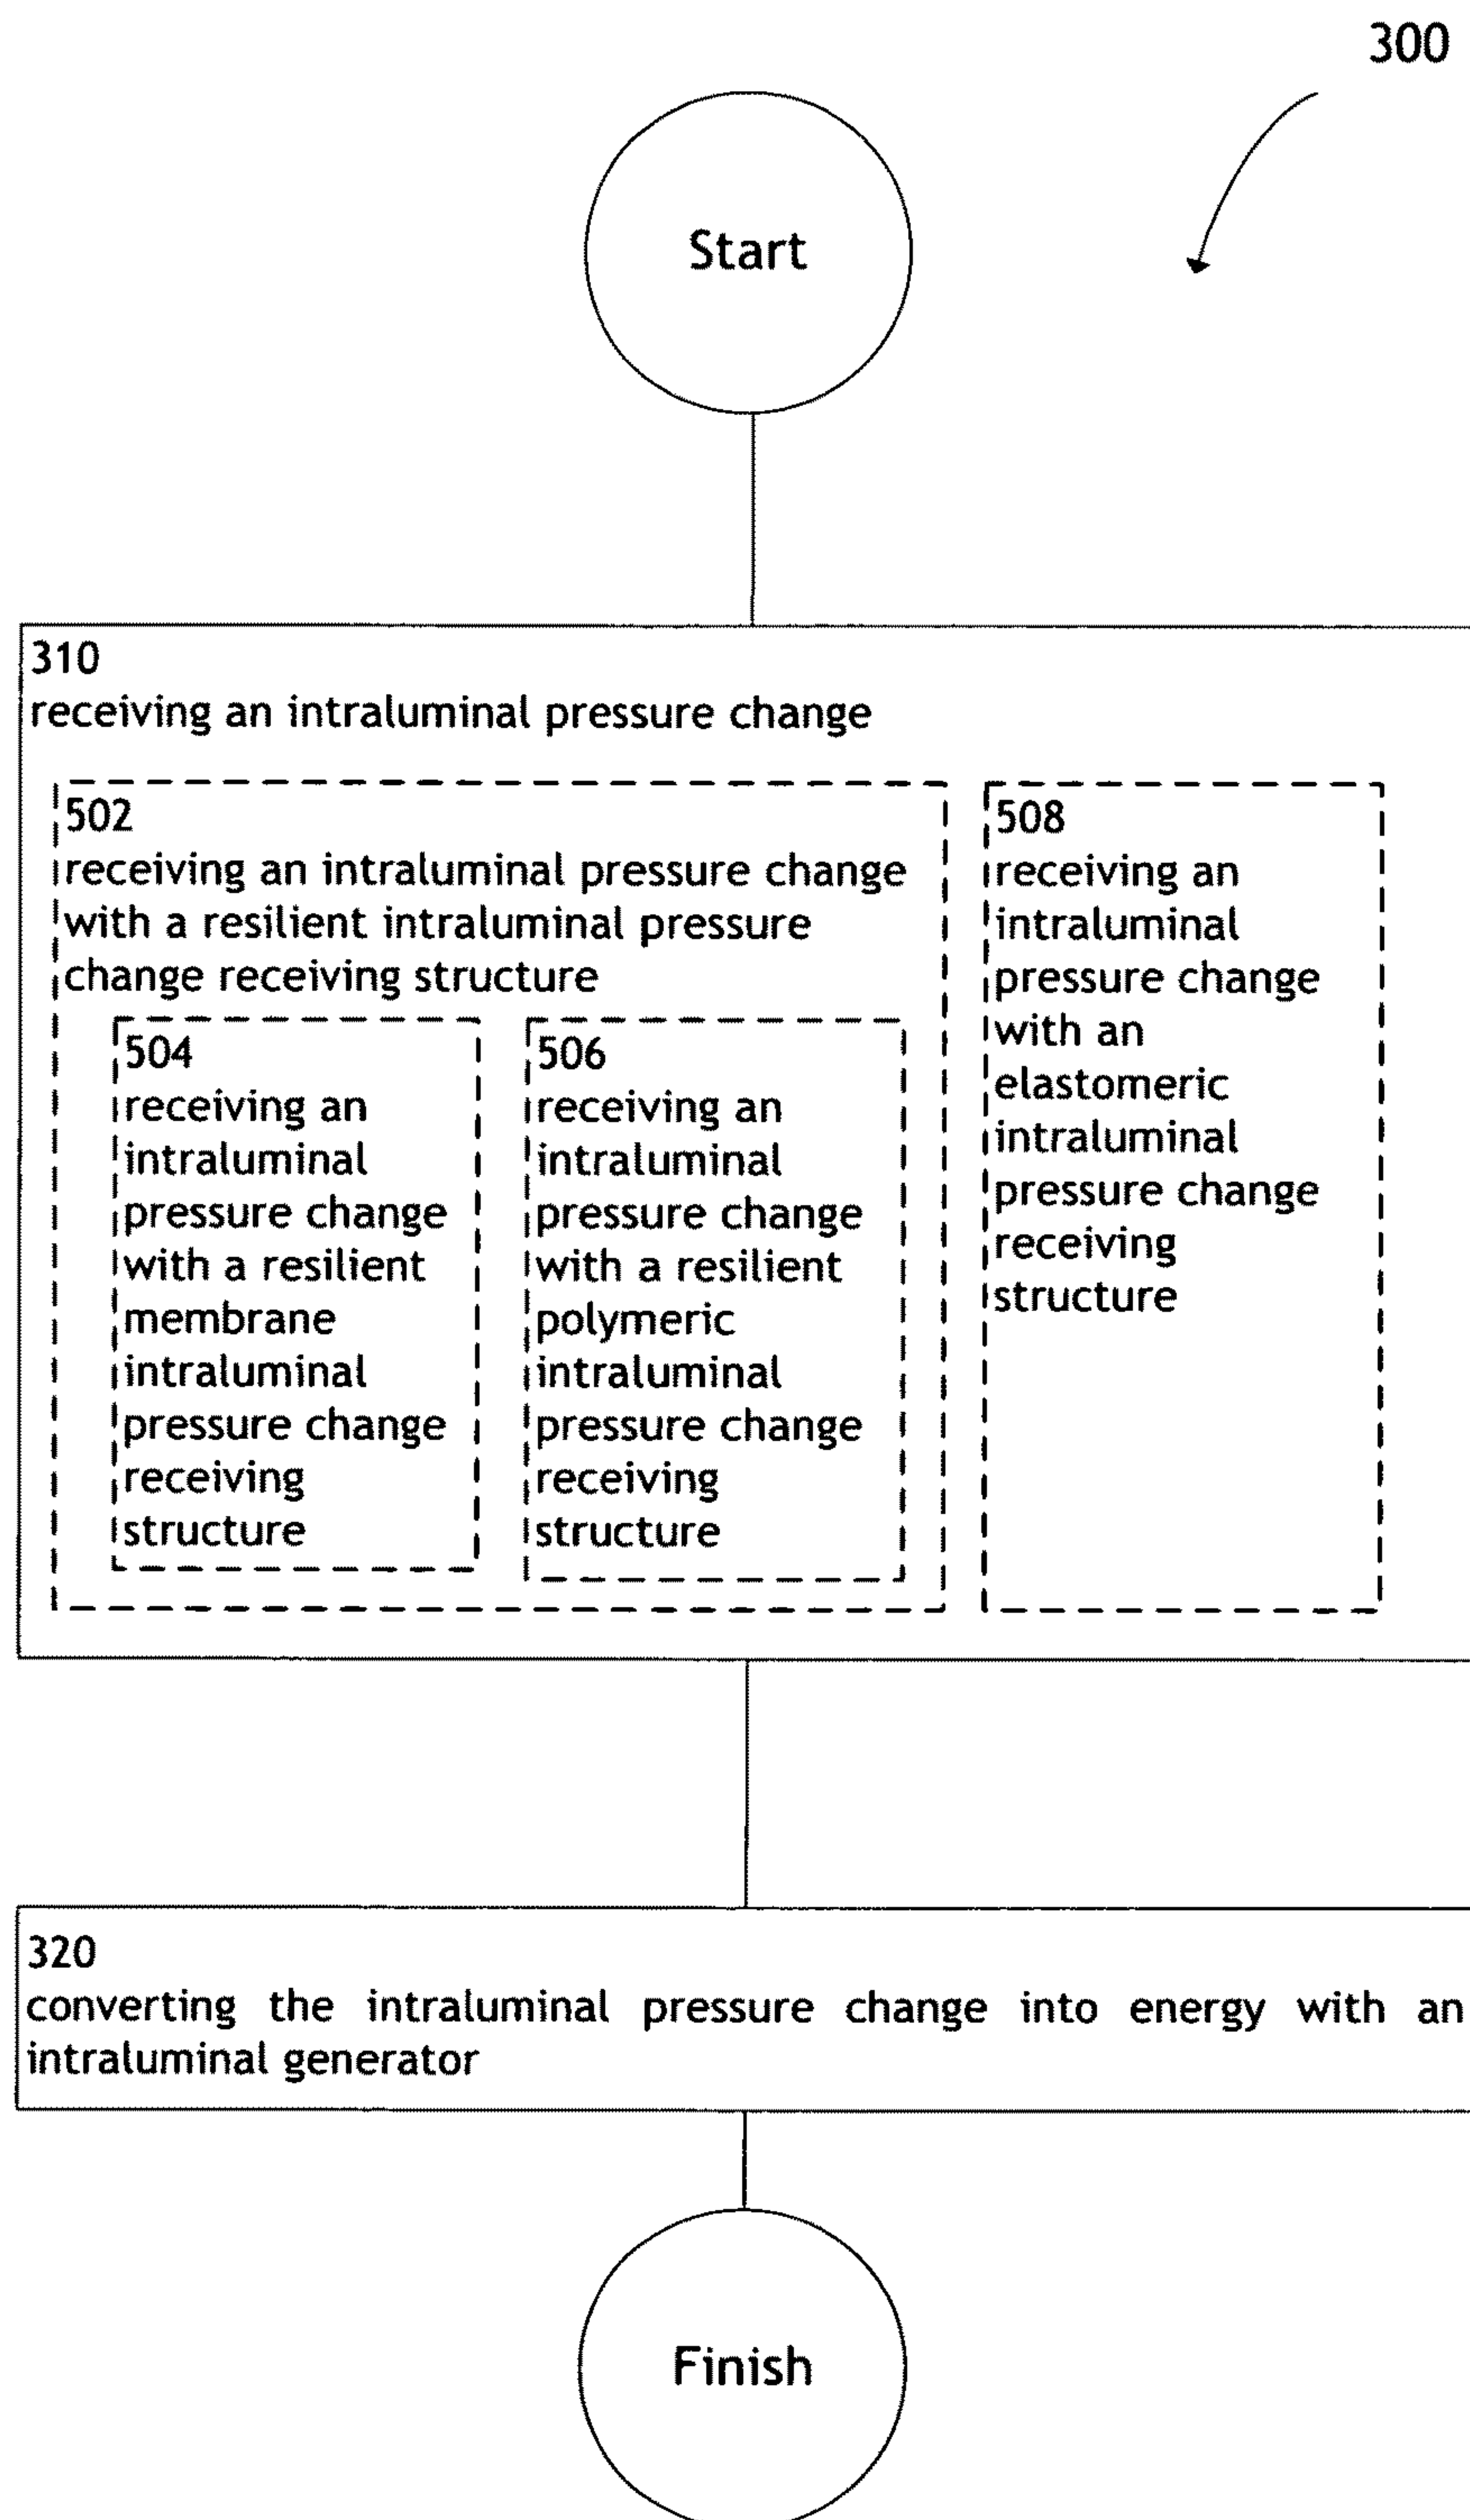 300
Start
310
receiving an intraluminal pressure change
502
receiving an intraluminal pressure change
with a resilient intraluminal pressure
change receiving structure
504
receiving an
intraluminal
pressure change
with a resilient
membrane
intraluminal
pressure change
receiving
structure
506
receiving an
intraluminal
pressure change
with a resilient
polymeric
intraluminal
pressure change
receiving
structure
508
receiving an
intraluminal
pressure change
with an
elastomeric
intraluminal
pressure change
receiving
structure
320
converting the intraluminal pressure change into energy with an
intraluminal generator
Finish